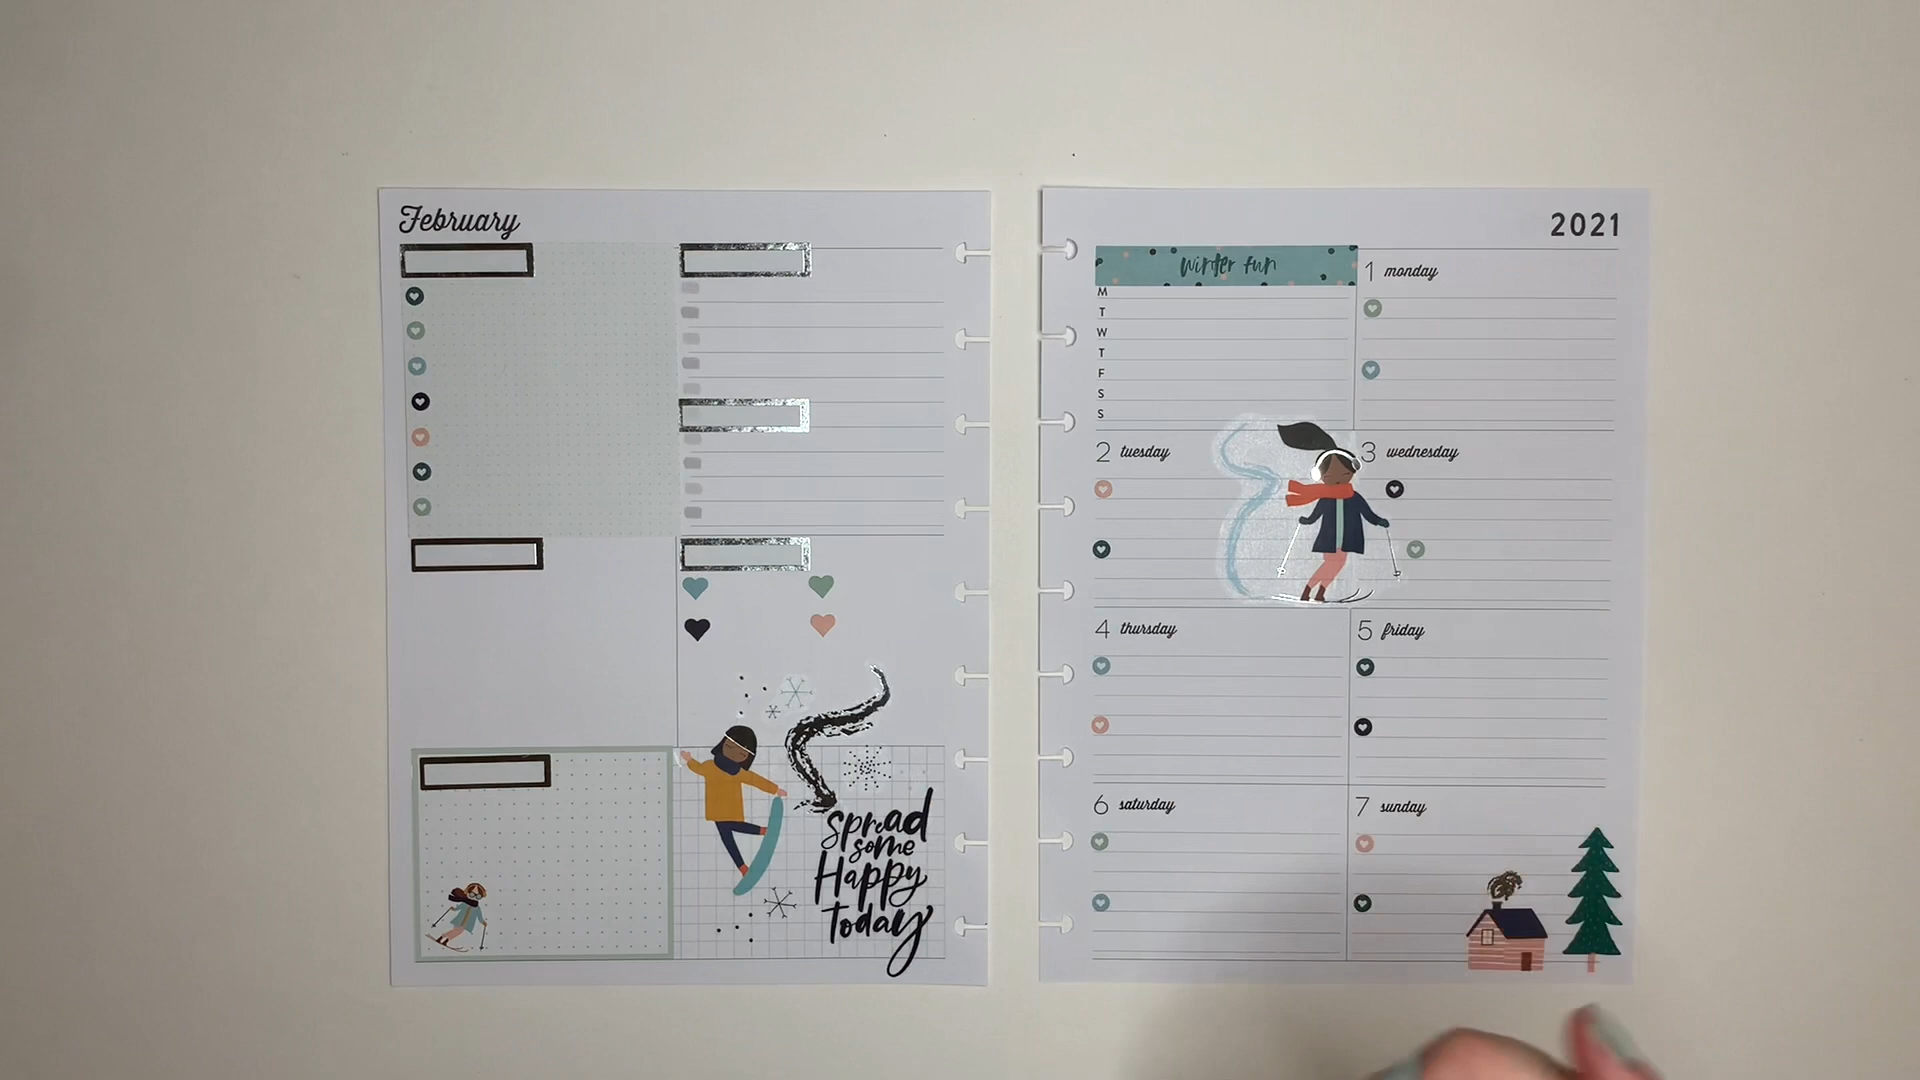 February
spread
some
Happy
today
2021
winter fun
1 monday
M
T
W
T
F
S
S
2 tuesday
3 wednesday
4 thursday
5 friday
6 saturday
7 sunday